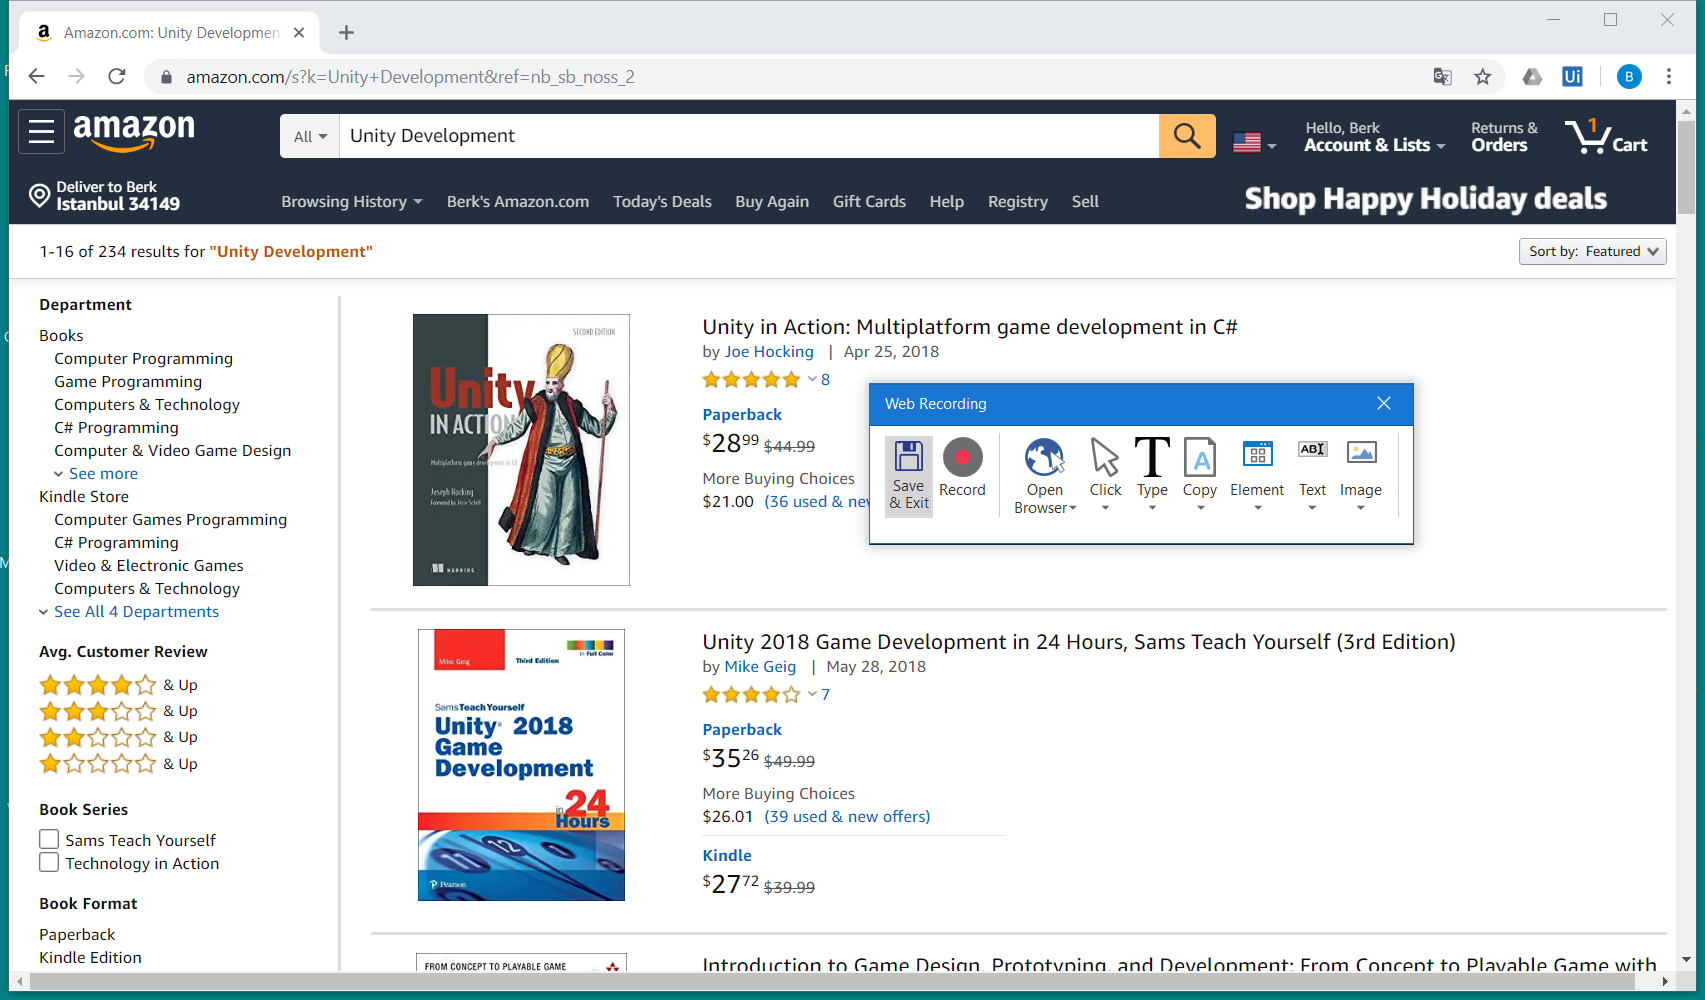 Amazon.com: Unity Developmen
amazon.com/s?k=Unity+Development&ref=nb_sb_noss_2
Ui
B
amazon
All
Unity Development
Hello, Berk
Account & Lists
Returns &
Orders
1
Cart
Deliver to Berk
Istanbul 34149
Browsing History
Berk's Amazon.com
Today's Deals
Buy Again
Gift Cards
Help
Registry
Sell
Shop Happy Holiday deals
1-16 of 234 results for "Unity Development"
Sort by: Featured
Department
Books
Computer Programming
Game Programming
Computers & Technology
C# Programming
Computer & Video Game Design
See more
Kindle Store
Computer Games Programming
C# Programming
Video & Electronic Games
Computers & Technology
See All 4 Departments
Avg. Customer Review
& Up
& Up
& Up
& Up
Book Series
Sams Teach Yourself
Technology in Action
Book Format
Paperback
Kindle Edition
SECOND EDITION
Unity
IN ACTION
Multiplatform game development in C#
Joseph Hocking
Foreword by Jesse Schell
MANNING
Unity in Action: Multiplatform game development in C#
by Joe Hocking | Apr 25, 2018
8
Paperback
$2899 $44.99
More Buying Choices
$21.00 (36 used & new
Web Recording
Save
& Exit
Record
Open
Browser
Click
Type
Copy
Element
Text
Image
Mike Geig
Third Edition
in Full Color
Sams Teach Yourself
Unity® 2018
Game
Development
in 24
Hours
Pearson
Unity 2018 Game Development in 24 Hours, Sams Teach Yourself (3rd Edition)
by Mike Geig | May 28, 2018
7
Paperback
$3526 $49.99
More Buying Choices
$26.01 (39 used & new offers)
Kindle
$2772 $39.99
FROM CONCEPT TO PLAYABLE GAME
Introduction to Game Design, Prototyping, and Development: From Concept to Playable Game with